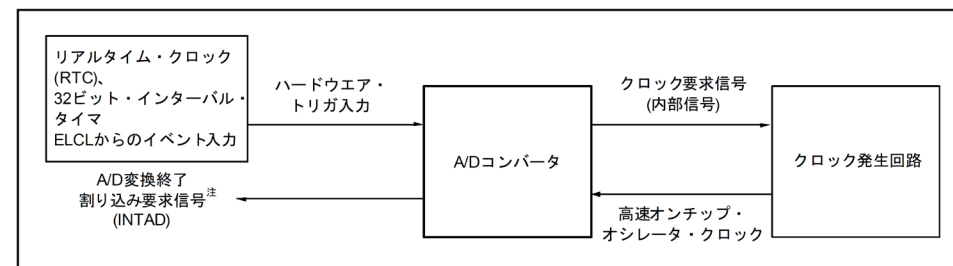 リアルタイム・クロック
(RTC)、
32ビット・インターバル・
タイマ
ELCLからのイベント入力
ハードウエア・
トリガ入力
A/Dコンバータ
クロック要求信号
(内部信号)
クロック発生回路
A/D変換終了
割り込み要求信号注
(INTAD)
高速オンチップ・
オシレータ・クロック